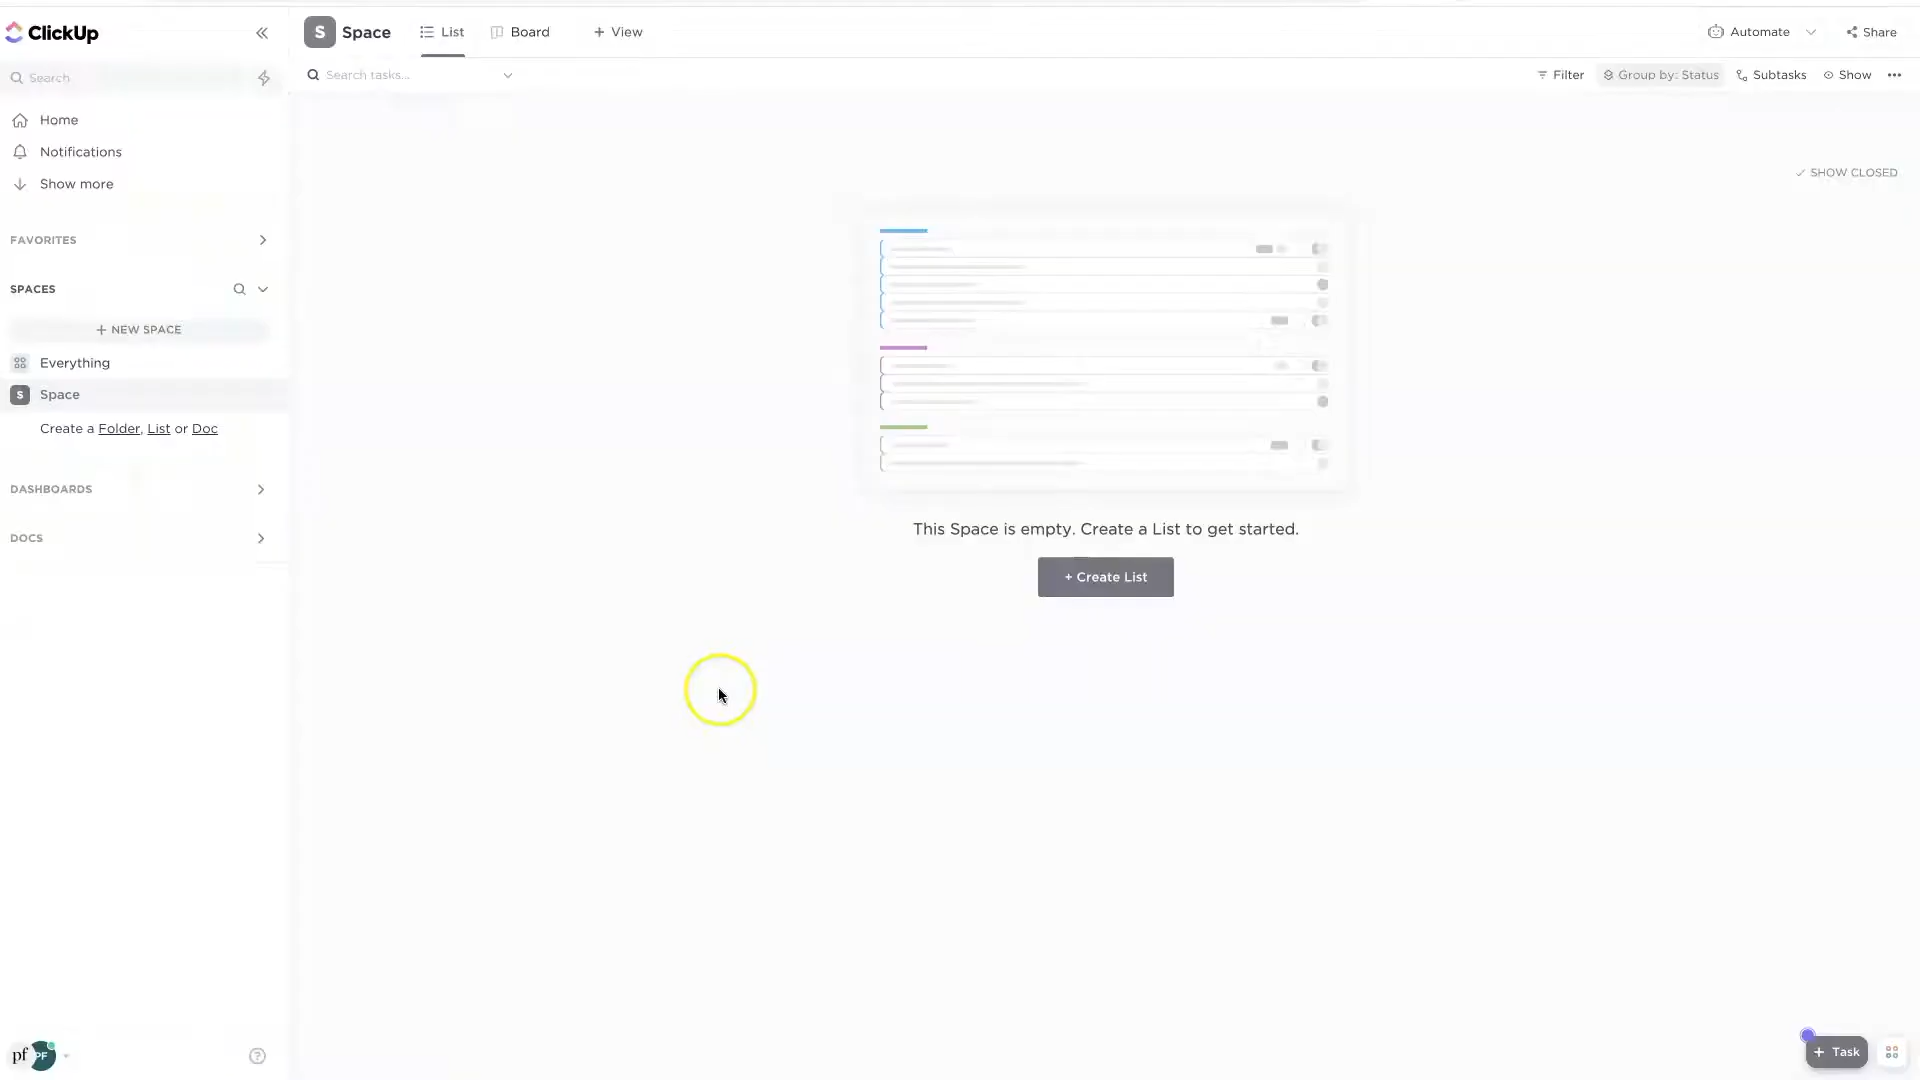 ClickUp
Search
Home
Notifications
Show more
FAVORITES
SPACES
+ NEW SPACE
Everything
S Space
Create a Folder, List or Doc
DASHBOARDS
DOCS
pf PF
?
S Space
List
Board
+ View
Automate
Share
Search tasks...
Filter
Group by: Status
Subtasks
Show
SHOW CLOSED
This Space is empty. Create a List to get started.
+ Create List
+ Task